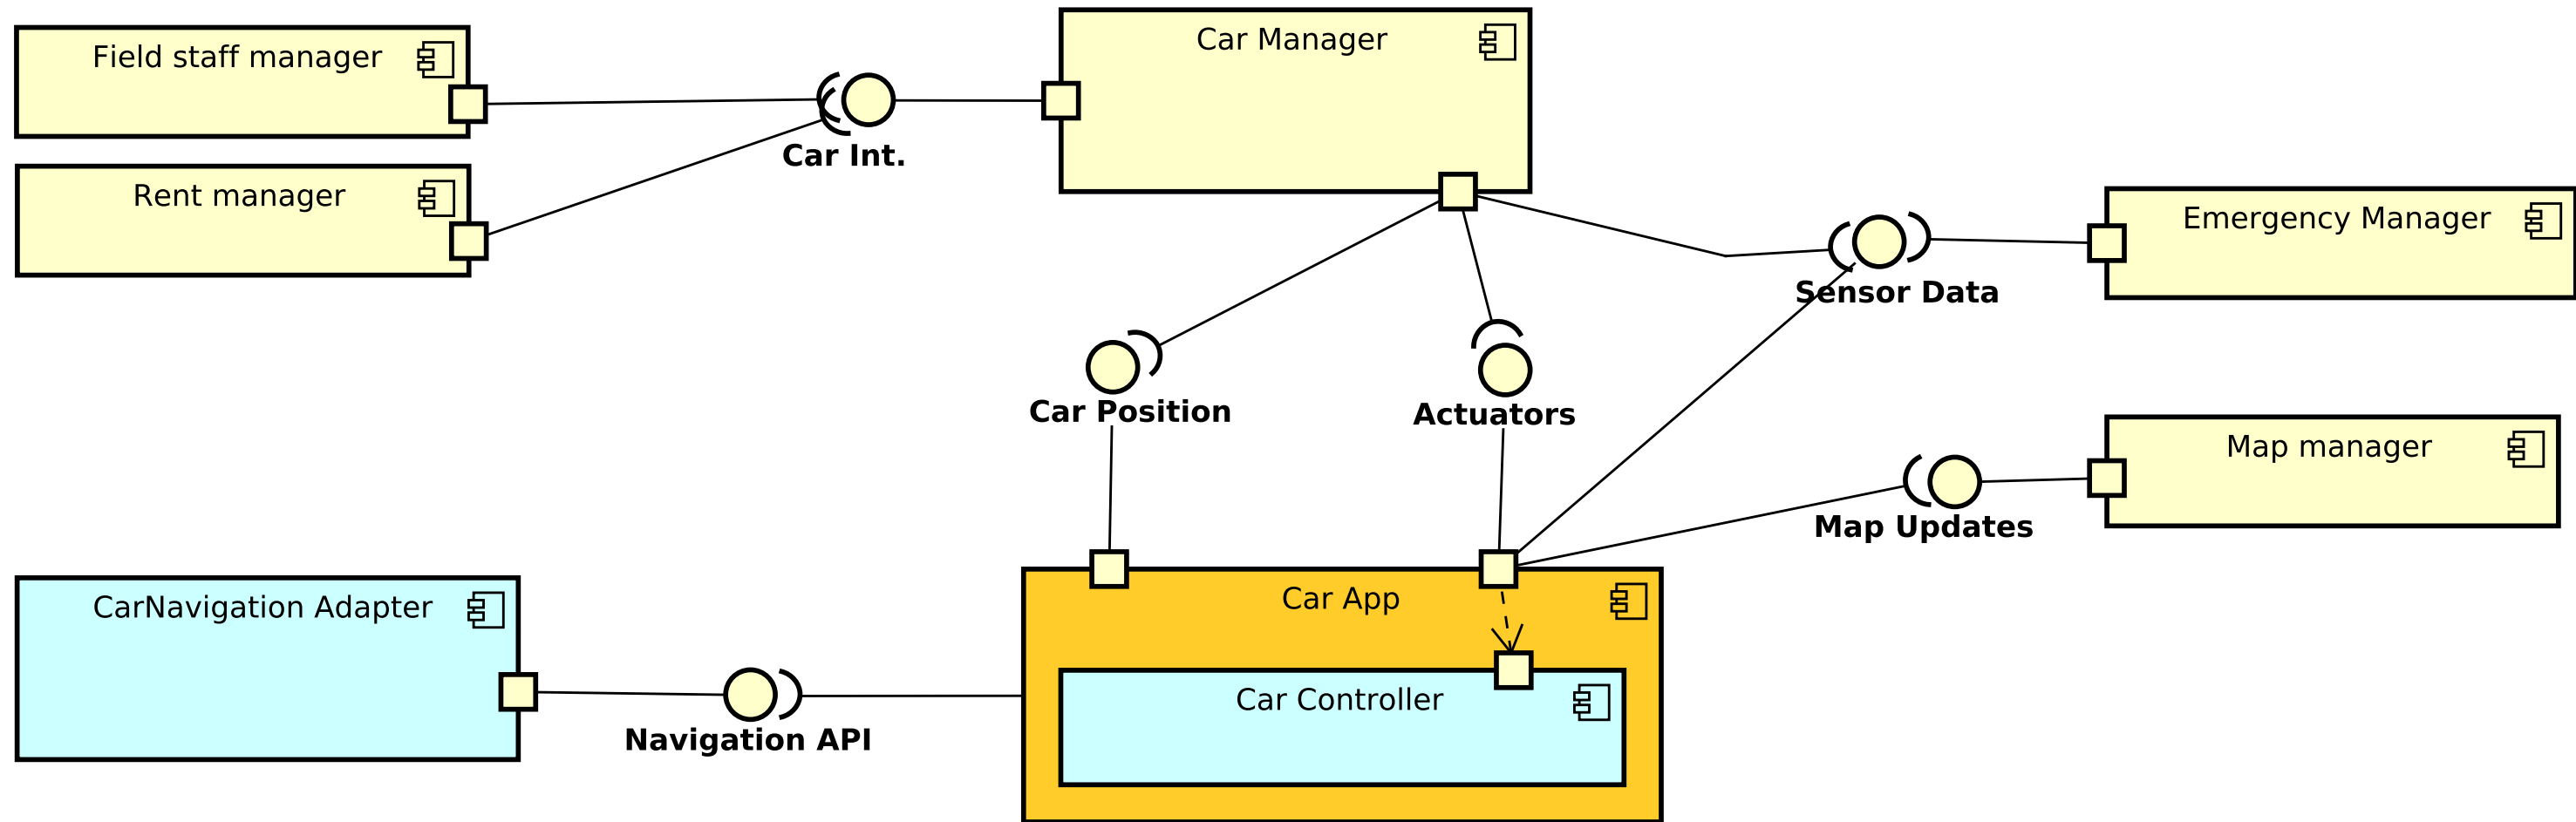 Field staff manager
Car Manager
Rent manager
Car Int.
Emergency Manager
Sensor Data
Car Position
Actuators
Map manager
Map Updates
CarNavigation Adapter
Car App
Car Controller
Navigation API